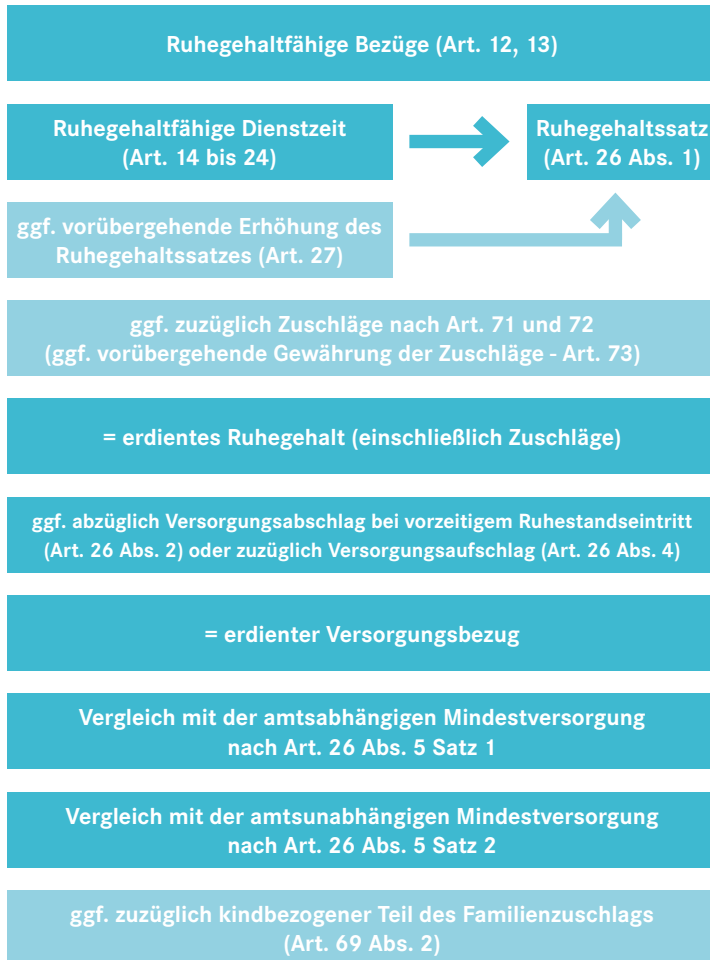 Ruhegehaltfähige Bezüge (Art. 12, 13)
Ruhegehaltfähige Dienstzeit
(Art. 14 bis 24)
Ruhegehaltssatz
(Art. 26 Abs. 1)
ggf. vorübergehende Erhöhung des
Ruhegehaltssatzes (Art. 27)
ggf. zuzüglich Zuschläge nach Art. 71 und 72
(ggf. vorübergehende Gewährung der Zuschläge - Art. 73)
= erdientes Ruhegehalt (einschließlich Zuschläge)
ggf. abzüglich Versorgungsabschlag bei vorzeitigem Ruhestandseintritt
(Art. 26 Abs. 2) oder zuzüglich Versorgungsaufschlag (Art. 26 Abs. 4)
= erdienter Versorgungsbezug
Vergleich mit der amtsabhängigen Mindestversorgung
nach Art. 26 Abs. 5 Satz 1
Vergleich mit der amtsunabhängigen Mindestversorgung
nach Art. 26 Abs. 5 Satz 2
ggf. zuzüglich kindbezogener Teil des Familienzuschlags
(Art. 69 Abs. 2)